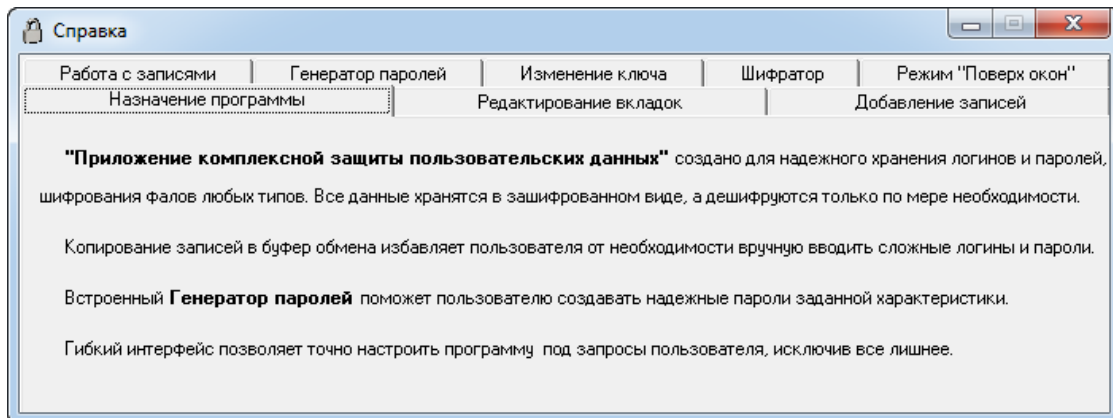 Справка
Работа с записями Генератор паролей Изменение ключа Шифратор Режим "Поверх окон"
Назначение программы Редактирование вкладок Добавление записей
"Приложение комплексной защиты пользовательских данных" создано для надежного хранения логинов и паролей,
шифрования фалов любых типов. Все данные хранятся в зашифрованном виде, а дешифруются только по мере необходимости.
Копирование записей в буфер обмена избавляет пользователя от необходимости вручную вводить сложные логины и пароли.
Встроенный Генератор паролей поможет пользователю создавать надежные пароли заданной характеристики.
Гибкий интерфейс позволяет точно настроить программу под запросы пользователя, исключив все лишнее.